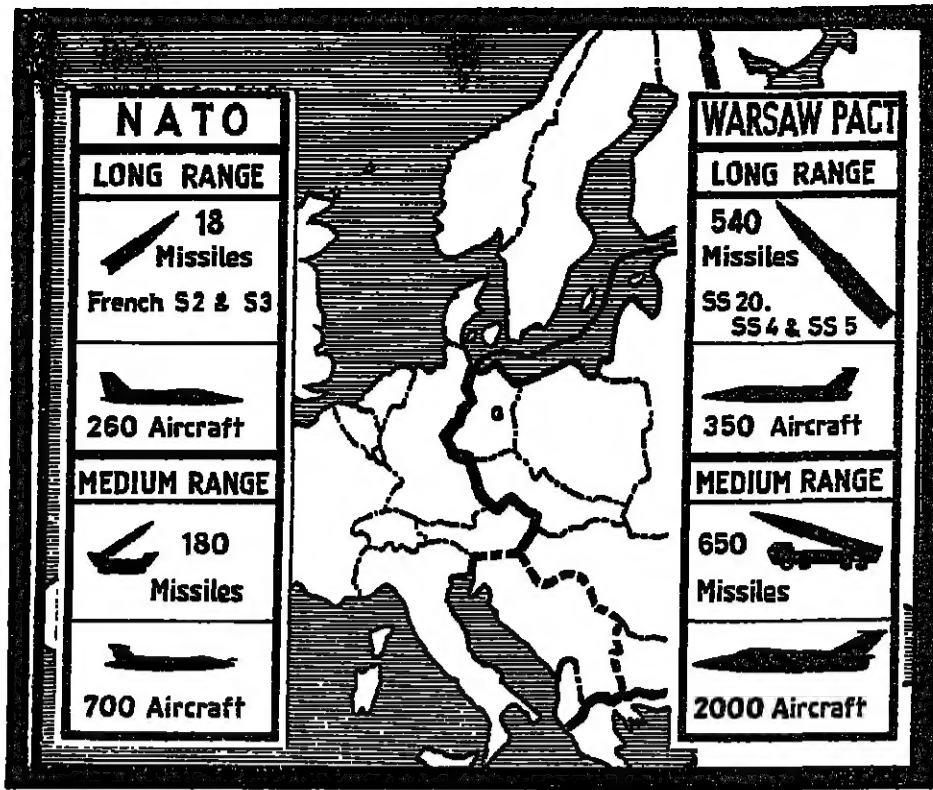 NATO
LONG RANGE
18
Missiles
French S2 & S3
260 Aircraft
MEDIUM RANGE
180
Missiles
700 Aircraft
G
WARSAW PACT
LONG RANGE
540
Missiles
SS 20.
SS 4 & SS 5
350 Aircraft
MEDIUM RANGE
650
Missiles
2000 Aircraft